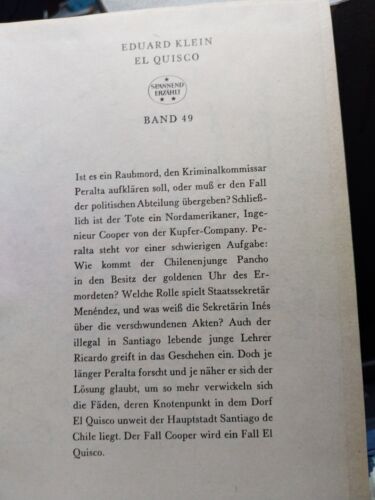 EDUARD KLEIN
EL QUISCO
SPANNEND
ERZÄHLT
BAND 49
Ist es ein Raubmord, den Kriminalkommissar
Peralta aufklären soll, oder muß er den Fall
der politischen Abteilung übergeben? Schließ-
lich ist der Tote ein Nordamerikaner, Inge-
nieur Cooper von der Kupfer-Company. Pe-
ralta steht vor einer schwierigen Aufgabe:
Wie kommt der Chilenenjunge Pancho
in den Besitz der goldenen Uhr des Er-
mordeten? Welche Rolle spielt Staatssekretär
Menéndez, und was weiß die Sekretärin Inés
über die verschwundenen Akten? Auch der
illegal in Santiago lebende junge Lehrer
Ricardo greift in das Geschehen ein. Doch je
länger Peralta forscht und je näher er sich der
Lösung glaubt, um so mehr verwickeln sich
die Fäden, deren Knotenpunkt in dem Dorf
El Quisco unweit der Hauptstadt Santiago de
Chile liegt. Der Fall Cooper wird ein Fall El
Quisco.